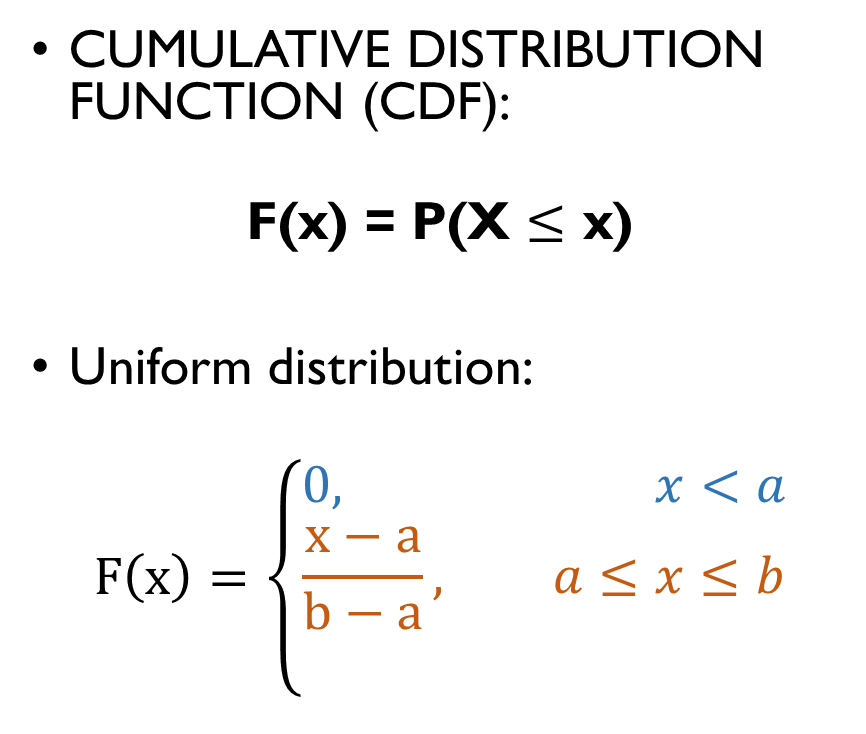 • CUMULATIVE DISTRIBUTION
FUNCTION (CDF):
F(x) = P(X ≤ x)
• Uniform distribution:
0, x < a
F(x) = { x − a / b − a, a ≤ x ≤ b